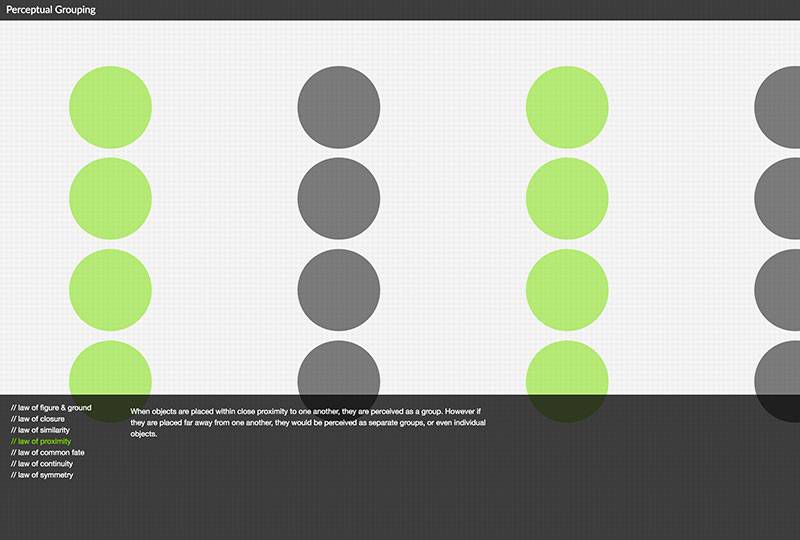 Perceptual Grouping
// law of figure & ground
// law of closure
// law of similarity
// law of proximity
// law of common fate
// law of continuity
// law of symmetry
When objects are placed within close proximity to one another, they are perceived as a group. However if
they are placed far away from one another, they would be perceived as separate groups, or even individual
objects.